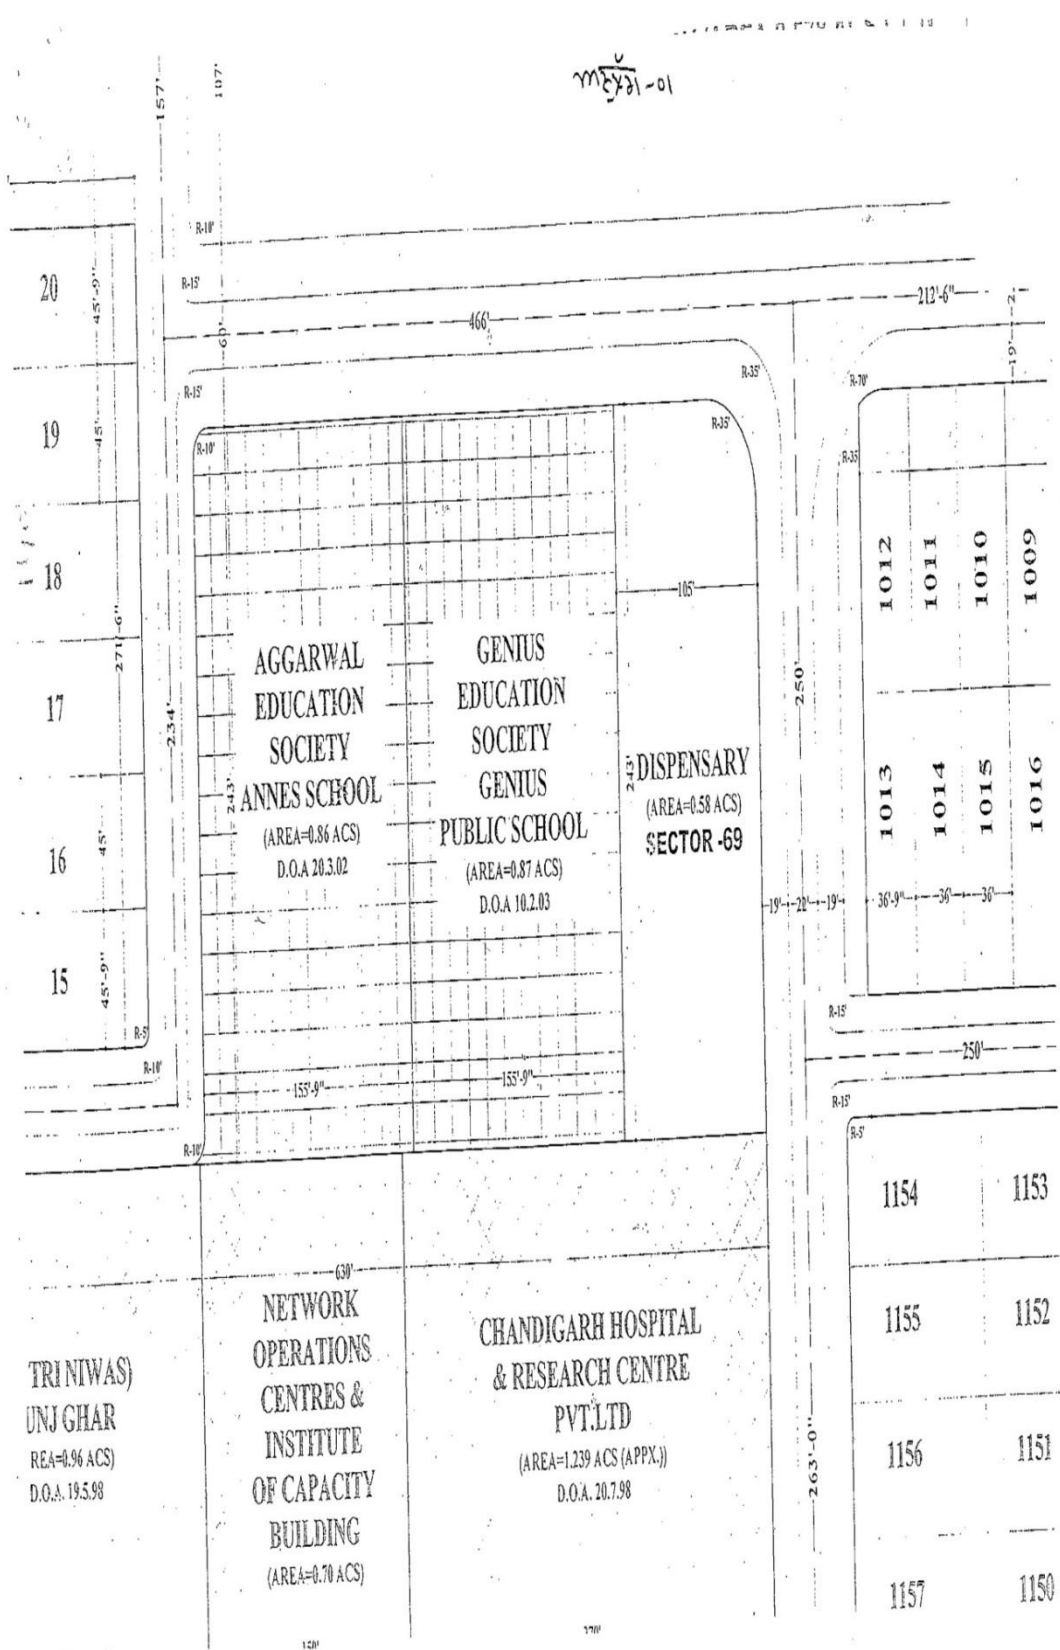 157'
107'
R-10'
20
45'-9"
R-15'
212'-6"
466'
60'
19'
R-15'
R-35'
R-70'
19
45'
R-10'
R-35'
R-35
1012
1011
1010
1009
18
105'
271'-6"
17
234'
250'
AGGARWAL
EDUCATION
SOCIETY
ANNES SCHOOL
(AREA=0.86 ACS)
D.O.A 20.3.02
243'
GENIUS
EDUCATION
SOCIETY
GENIUS
PUBLIC SCHOOL
(AREA=0.87 ACS)
D.O.A 10.2.03
243'
DISPENSARY
(AREA=0.58 ACS)
SECTOR -69
1013
1014
1015
1016
16
45'
19' 22' 19'
36'-9" 36' 36'
15
45'-9"
R-5'
R-10'
R-15'
250'
155'-9"
155'-9"
R-15'
R-5'
R-10'
1154
1153
630'
NETWORK
OPERATIONS
CENTRES &
INSTITUTE
OF CAPACITY
BUILDING
(AREA=0.70 ACS)
CHANDIGARH HOSPITAL
& RESEARCH CENTRE
PVT.LTD
(AREA=1.239 ACS (APPX.))
D.O.A. 20.7.98
1155
1152
TRI NIWAS)
UNJ GHAR
REA=0.96 ACS)
D.O.A. 19.5.98
263'-0"
1156
1151
1157
1150